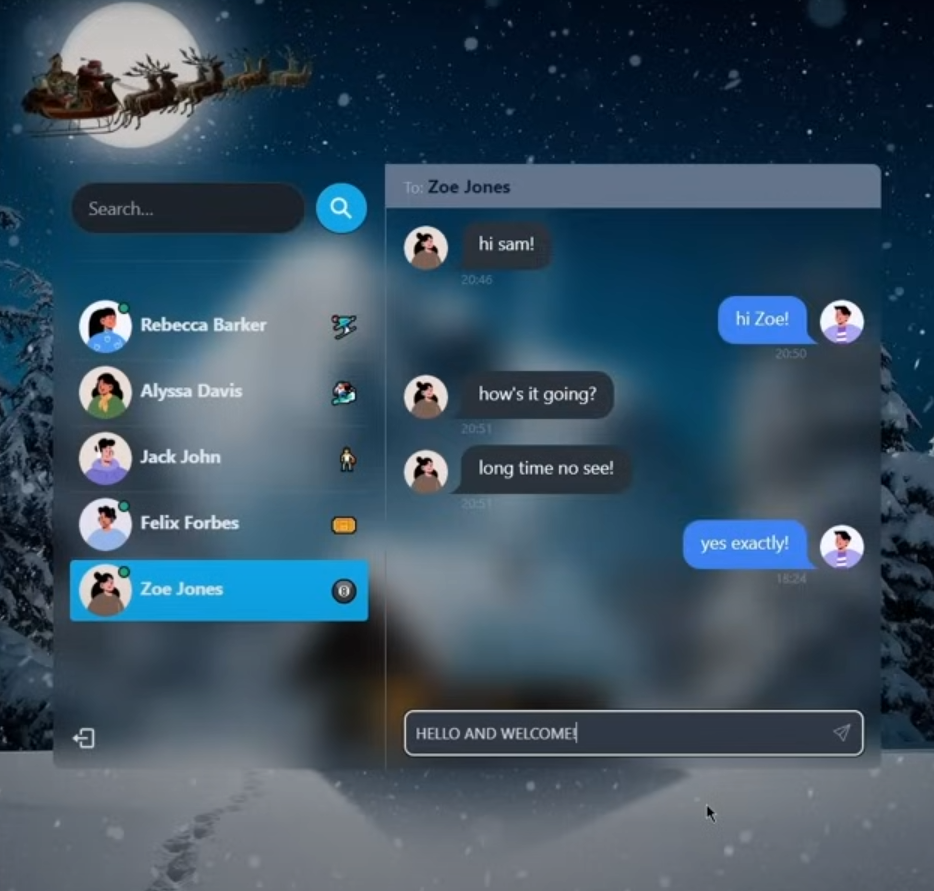 Search...
Rebecca Barker
Alyssa Davis
Jack John
Felix Forbes
Zoe Jones
To: Zoe Jones
hi sam!
20:46
hi Zoe!
20:50
how's it going?
20:51
long time no see!
20:51
yes exactly!
18:24
HELLO AND WELCOME!